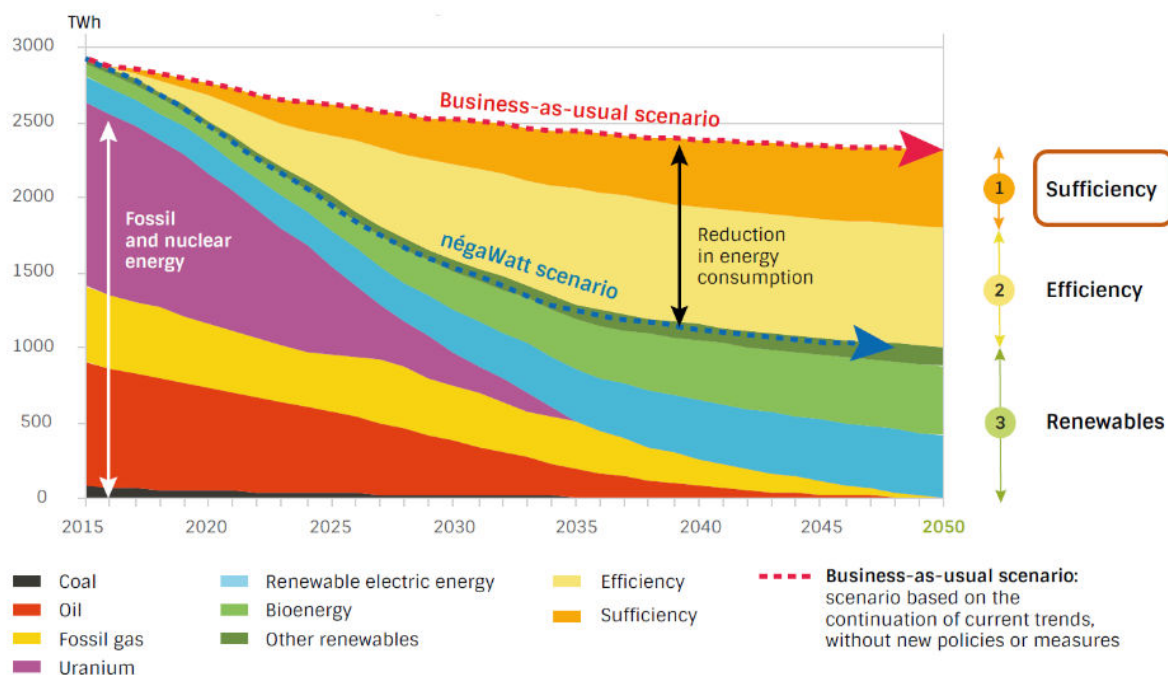 TWh
3000
2500
2000
1500
1000
500
0
Business-as-usual scenario
négaWatt scenario
Fossil
and nuclear
energy
Reduction
in energy
consumption
1
Sufficiency
2
Efficiency
3
Renewables
2015
2020
2025
2030
2035
2040
2045
2050
Coal
Oil
Fossil gas
Uranium
Renewable electric energy
Bioenergy
Other renewables
Efficiency
Sufficiency
Business-as-usual scenario:
scenario based on the
continuation of current trends,
without new policies or measures